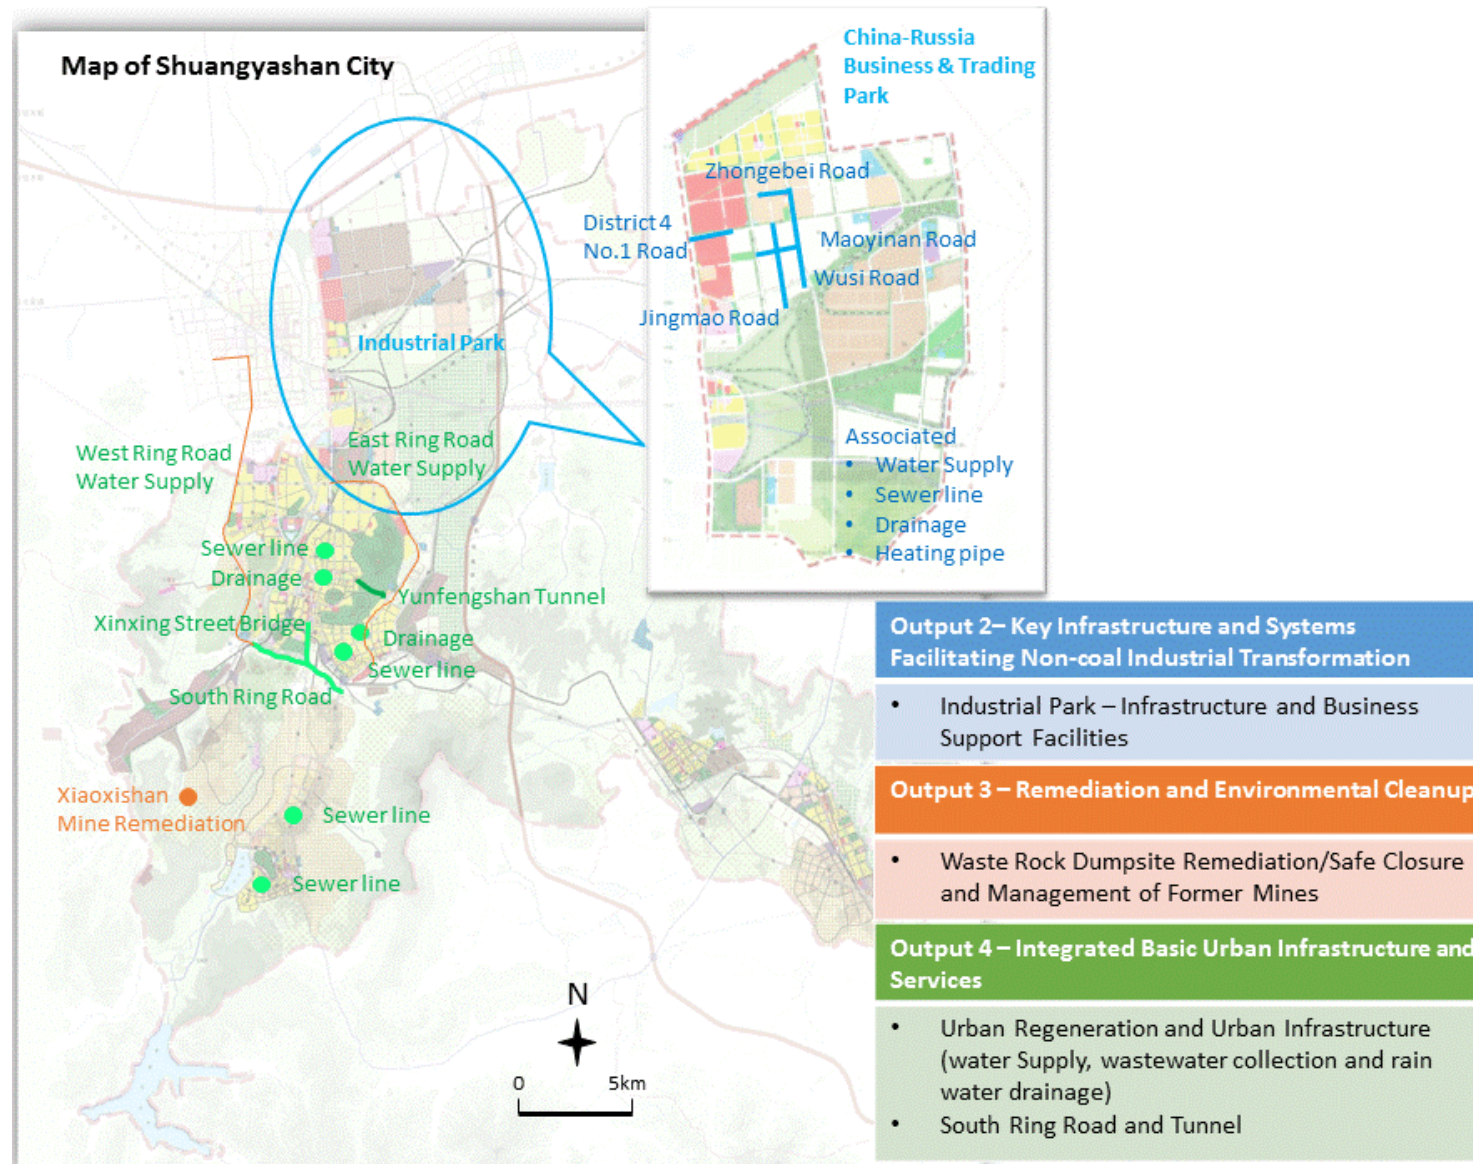 Map of Shuangyashan City
China-Russia
Business & Trading
Park
Zhongebei Road
District 4
No.1 Road
Maoyinan Road
Wusi Road
Jingmao Road
Industrial Park
Associated
• Water Supply
• Sewer line
• Drainage
• Heating pipe
West Ring Road
Water Supply
East Ring Road
Water Supply
Sewer line
Drainage
Yunfengshan Tunnel
Xinxing Street Bridge
Drainage
Sewer line
South Ring Road
Xiaoxishan
Mine Remediation
Sewer line
Sewer line
N
0 5km
Output 2– Key Infrastructure and Systems
Facilitating Non-coal Industrial Transformation
• Industrial Park – Infrastructure and Business
Support Facilities
Output 3 – Remediation and Environmental Cleanup
• Waste Rock Dumpsite Remediation/Safe Closure
and Management of Former Mines
Output 4 – Integrated Basic Urban Infrastructure and
Services
• Urban Regeneration and Urban Infrastructure
(water Supply, wastewater collection and rain
water drainage)
• South Ring Road and Tunnel